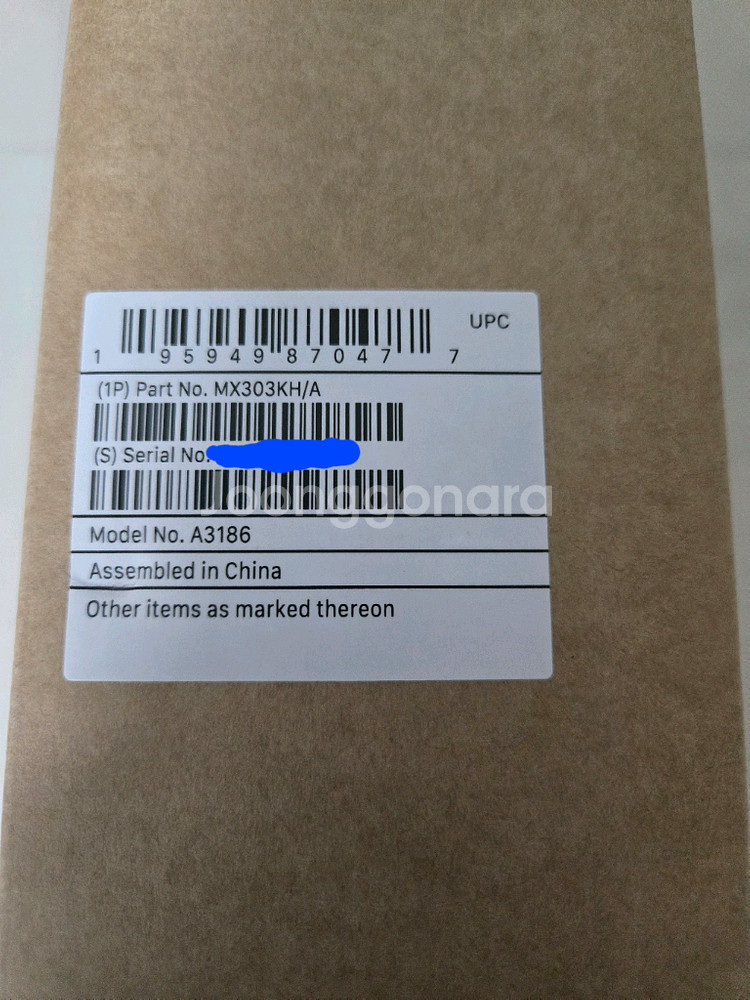 UPC
1 95949 87047 7
(1P) Part No. MX303KH/A
(S) Serial No.
joonggonara
Model No. A3186
Assembled in China
Other items as marked thereon